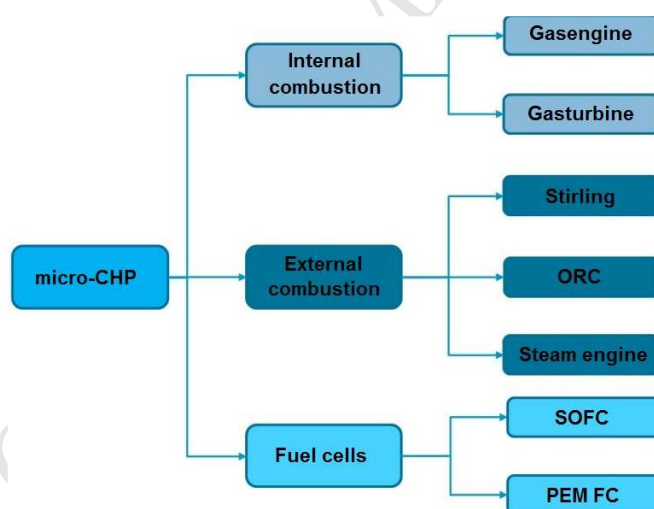 Gasengine
Internal
combustion
Gasturbine
Stirling
micro-CHP
External
combustion
ORC
Steam engine
SOFC
Fuel cells
PEM FC